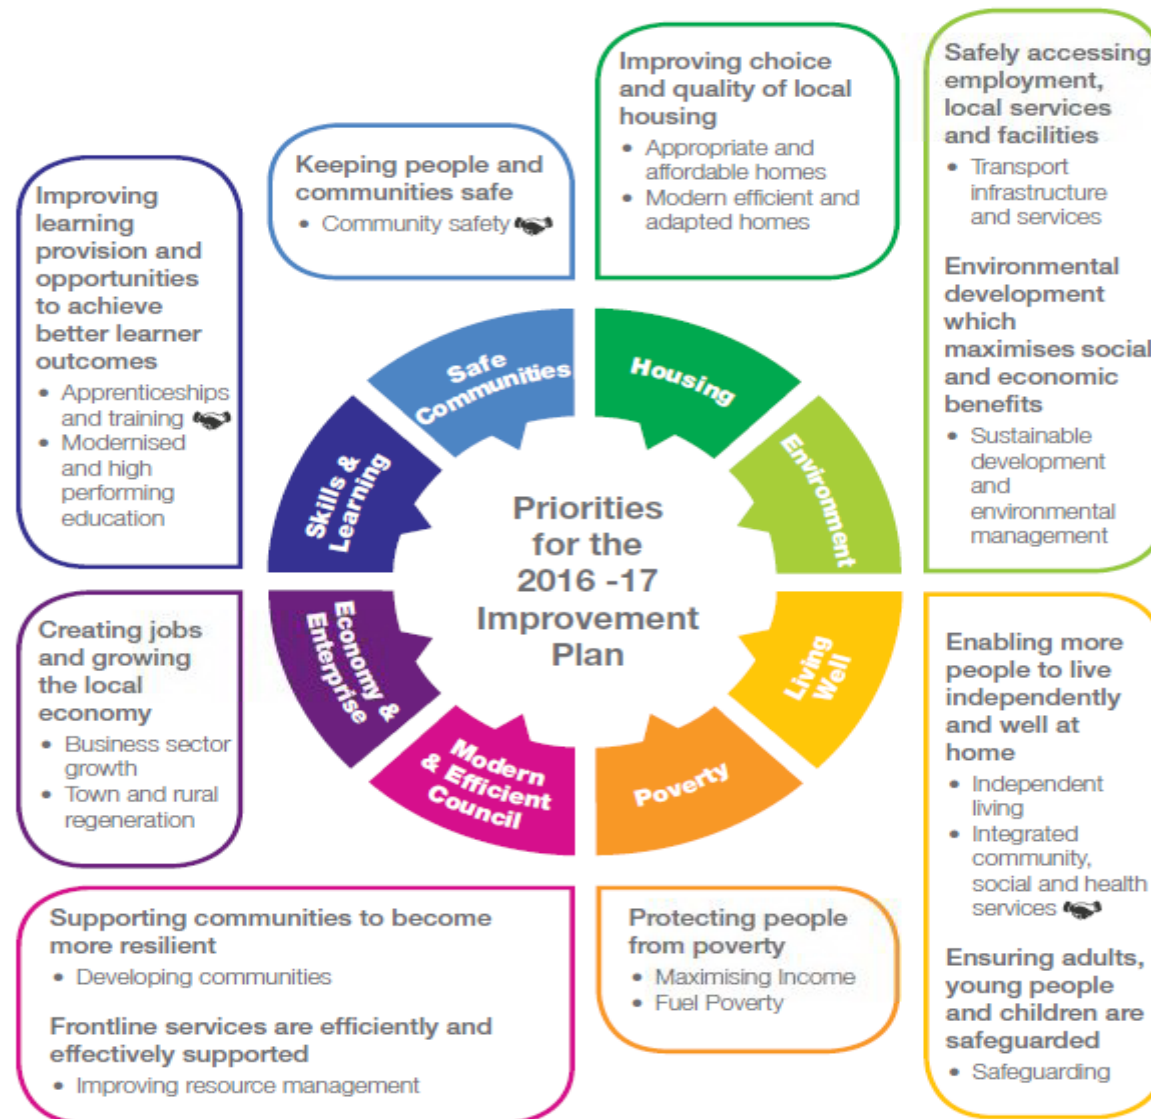 Improving choice
and quality of local
housing
• Appropriate and
affordable homes
• Modern efficient and
adapted homes
Safely accessing
employment,
local services
and facilities
• Transport
infrastructure
and services
Environmental
development
which
maximises social
and economic
benefits
• Sustainable
development
and
environmental
management
Keeping people and
communities safe
• Community safety
Improving
learning
provision and
opportunities
to achieve
better learner
outcomes
• Apprenticeships
and training
• Modernised
and high
performing
education
Safe
Communities
Housing
Environment
Skills &
Learning
Priorities
for the
2016 -17
Improvement
Plan
Economy &
Enterprise
Living
Well
Modern
& Efficient
Council
Poverty
Creating jobs
and growing
the local
economy
• Business sector
growth
• Town and rural
regeneration
Enabling more
people to live
independently
and well at
home
• Independent
living
• Integrated
community,
social and health
services
Ensuring adults,
young people
and children are
safeguarded
• Safeguarding
Supporting communities to become
more resilient
• Developing communities
Frontline services are efficiently and
effectively supported
• Improving resource management
Protecting people
from poverty
• Maximising Income
• Fuel Poverty